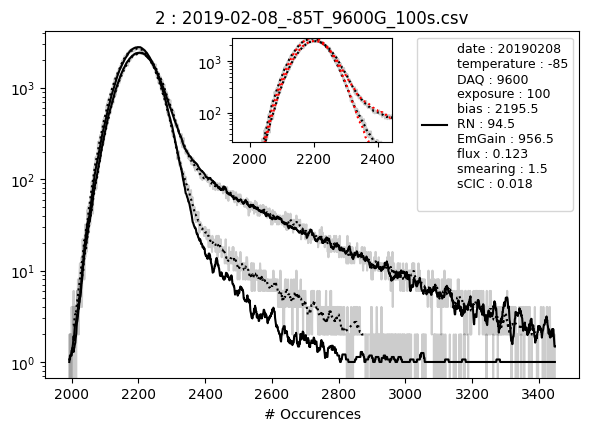 2 : 2019-02-08_-85T_9600G_100s.csv
10³
10²
10¹
10⁰
10³
10²
2000 2200 2400
date : 20190208
temperature : -85
DAQ : 9600
exposure : 100
bias : 2195.5
RN : 94.5
EmGain : 956.5
flux : 0.123
smearing : 1.5
sCIC : 0.018
2000 2200 2400 2600 2800 3000 3200 3400
# Occurences